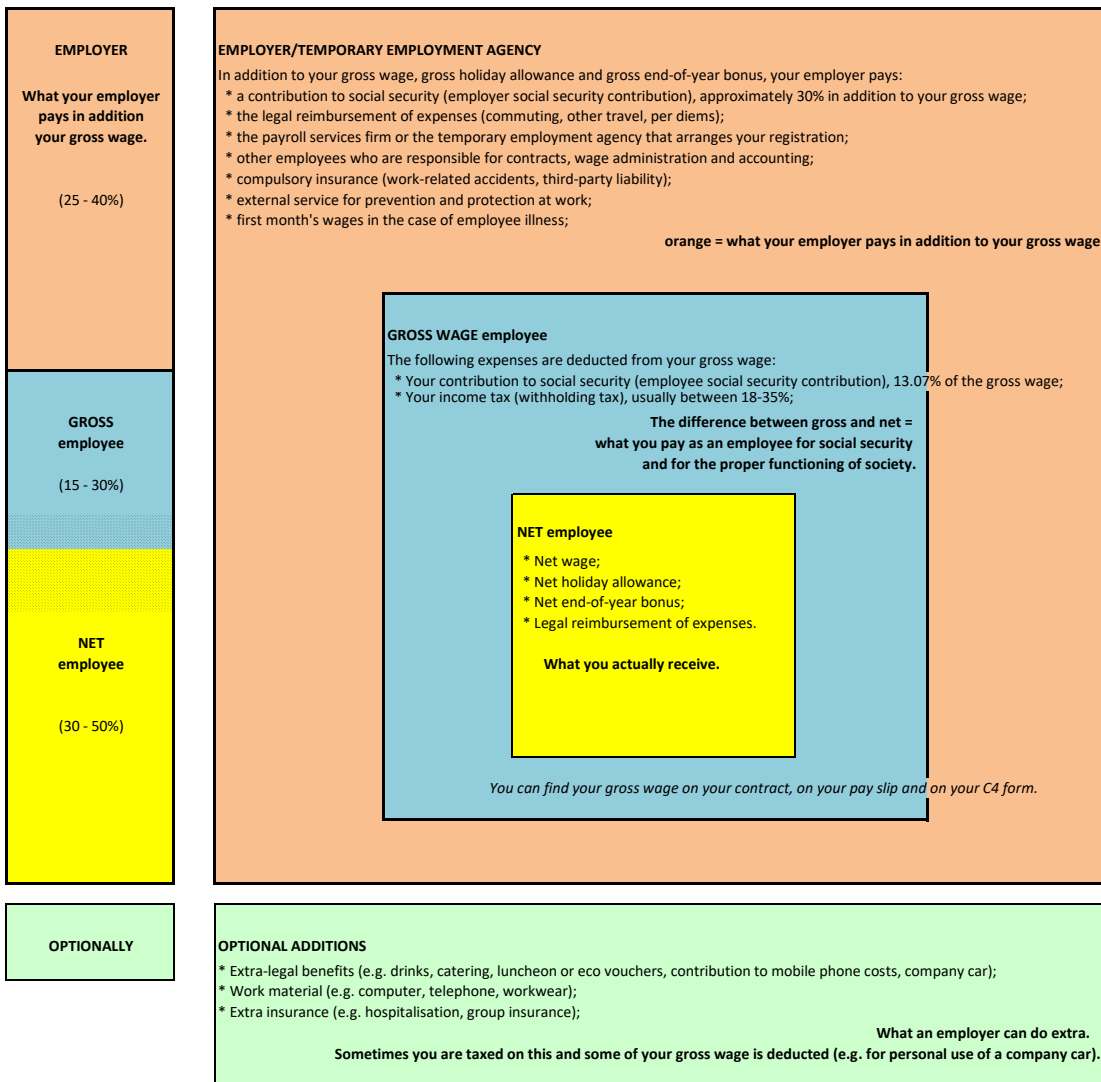 EMPLOYER
What your employer
pays in addition
your gross wage.
(25 - 40%)
GROSS
employee
(15 - 30%)
NET
employee
(30 - 50%)
EMPLOYER/TEMPORARY EMPLOYMENT AGENCY
In addition to your gross wage, gross holiday allowance and gross end-of-year bonus, your employer pays:
* a contribution to social security (employer social security contribution), approximately 30% in addition to your gross wage;
* the legal reimbursement of expenses (commuting, other travel, per diems);
* the payroll services firm or the temporary employment agency that arranges your registration;
* other employees who are responsible for contracts, wage administration and accounting;
* compulsory insurance (work-related accidents, third-party liability);
* external service for prevention and protection at work;
* first month's wages in the case of employee illness;
orange = what your employer pays in addition to your gross wage
GROSS WAGE employee
The following expenses are deducted from your gross wage:
* Your contribution to social security (employee social security contribution), 13.07% of the gross wage;
* Your income tax (withholding tax), usually between 18-35%;
The difference between gross and net =
what you pay as an employee for social security
and for the proper functioning of society.
NET employee
* Net wage;
* Net holiday allowance;
* Net end-of-year bonus;
* Legal reimbursement of expenses.
What you actually receive.
You can find your gross wage on your contract, on your pay slip and on your C4 form.
OPTIONALLY
OPTIONAL ADDITIONS
* Extra-legal benefits (e.g. drinks, catering, luncheon or eco vouchers, contribution to mobile phone costs, company car);
* Work material (e.g. computer, telephone, workwear);
* Extra insurance (e.g. hospitalisation, group insurance);
What an employer can do extra.
Sometimes you are taxed on this and some of your gross wage is deducted (e.g. for personal use of a company car).